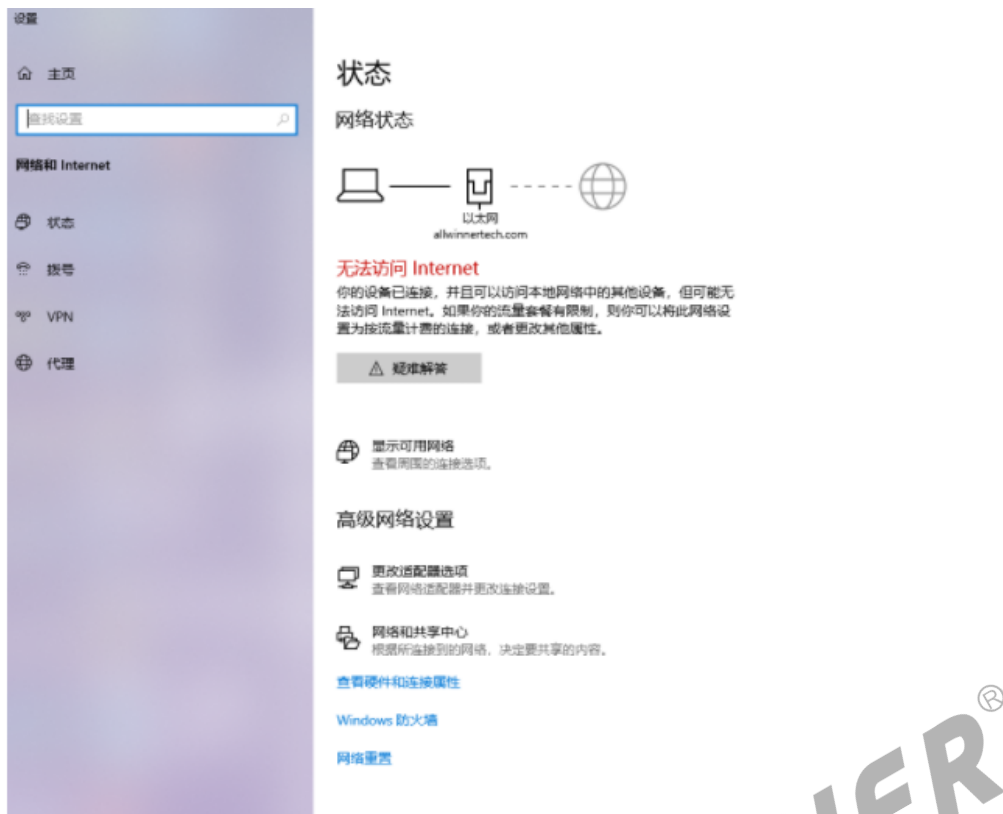 设置
主页
查找设置
网络和 Internet
状态
拨号
VPN
代理
状态
网络状态
以太网
allwinnertech.com
无法访问 Internet
你的设备已连接，并且可以访问本地网络中的其他设备，但可能无
法访问 Internet。如果你的流量套餐有限制，则你可以将此网络设
置为按流量计费的连接，或者更改其他属性。
疑难解答
显示可用网络
查看周围的连接选项。
高级网络设置
更改适配器选项
查看网络适配器并更改连接设置。
网络和共享中心
根据所连接到的网络，决定要共享的内容。
查看硬件和连接属性
Windows 防火墙
网络重置